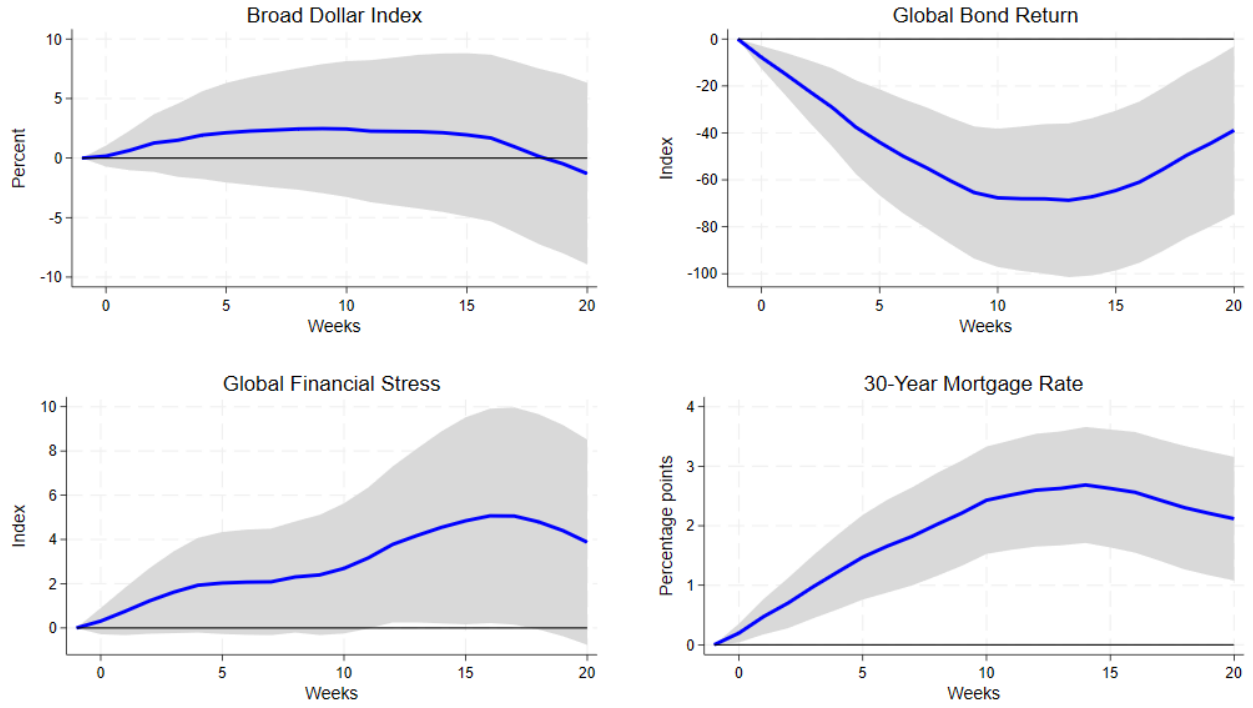 Broad Dollar Index
10
5
0
-5
-10
Percent
0 5 10 15 20
Weeks
Global Bond Return
0
-20
-40
-60
-80
-100
Index
0 5 10 15 20
Weeks
Global Financial Stress
10
8
6
4
2
0
Index
0 5 10 15 20
Weeks
30-Year Mortgage Rate
4
3
2
1
0
Percentage points
0 5 10 15 20
Weeks